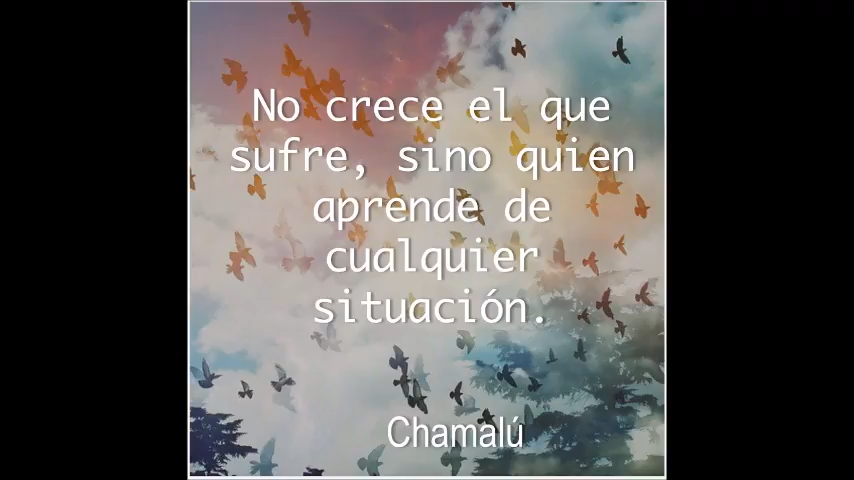 No crece el que
sufre, sino quien
aprende de
cualquier
situación.
Chamalú